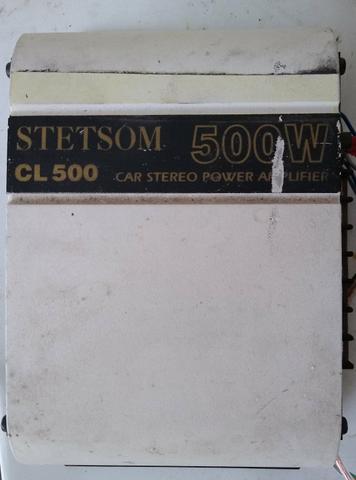 STETSOM 500W
CL 500 CAR STEREO POWER AMPLIFIER